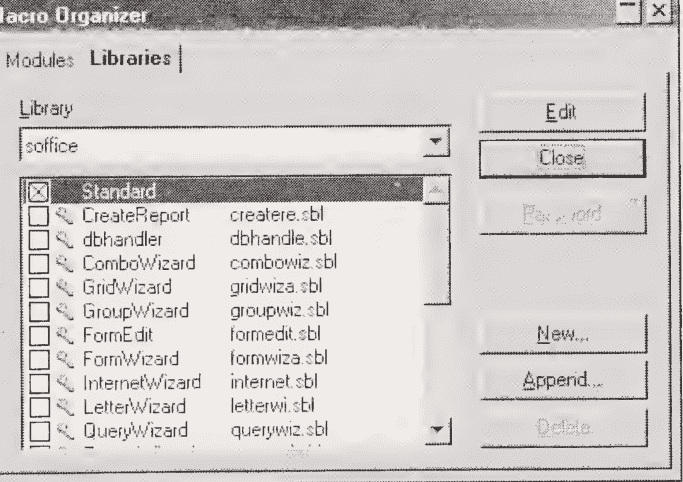 Macro Organizer
Modules Libraries
Library
soffice
Standard
CreateReport createre.sbl
dbhandler dbhandle.sbl
ComboWizard combowiz.sbl
GridWizard gridwiza.sbl
GroupWizard groupwiz.sbl
FormEdit formedit.sbl
FormWizard formwiza.sbl
InternetWizard internet.sbl
LetterWizard letterwi.sbl
QueryWizard querywiz.sbl
Edit
Close
Password
New...
Append...
Delete